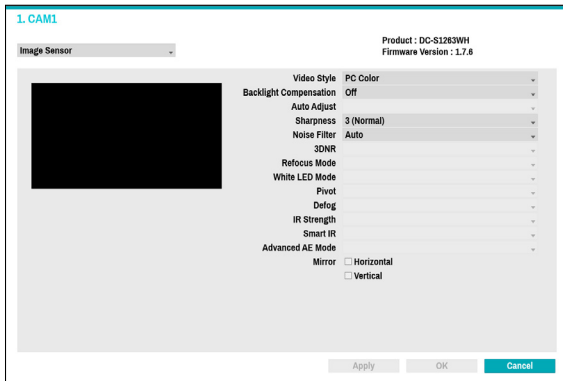 1. CAM1
Product : DC-S1263WH
Image Sensor
Firmware Version : 1.7.6
Video Style PC Color
Backlight Compensation Off
Auto Adjust
Sharpness 3 (Normal)
Noise Filter Auto
3DNR
Refocus Mode
White LED Mode
Pivot
Defog
IR Strength
Smart IR
Advanced AE Mode
Mirror Horizontal
Vertical
Apply OK Cancel